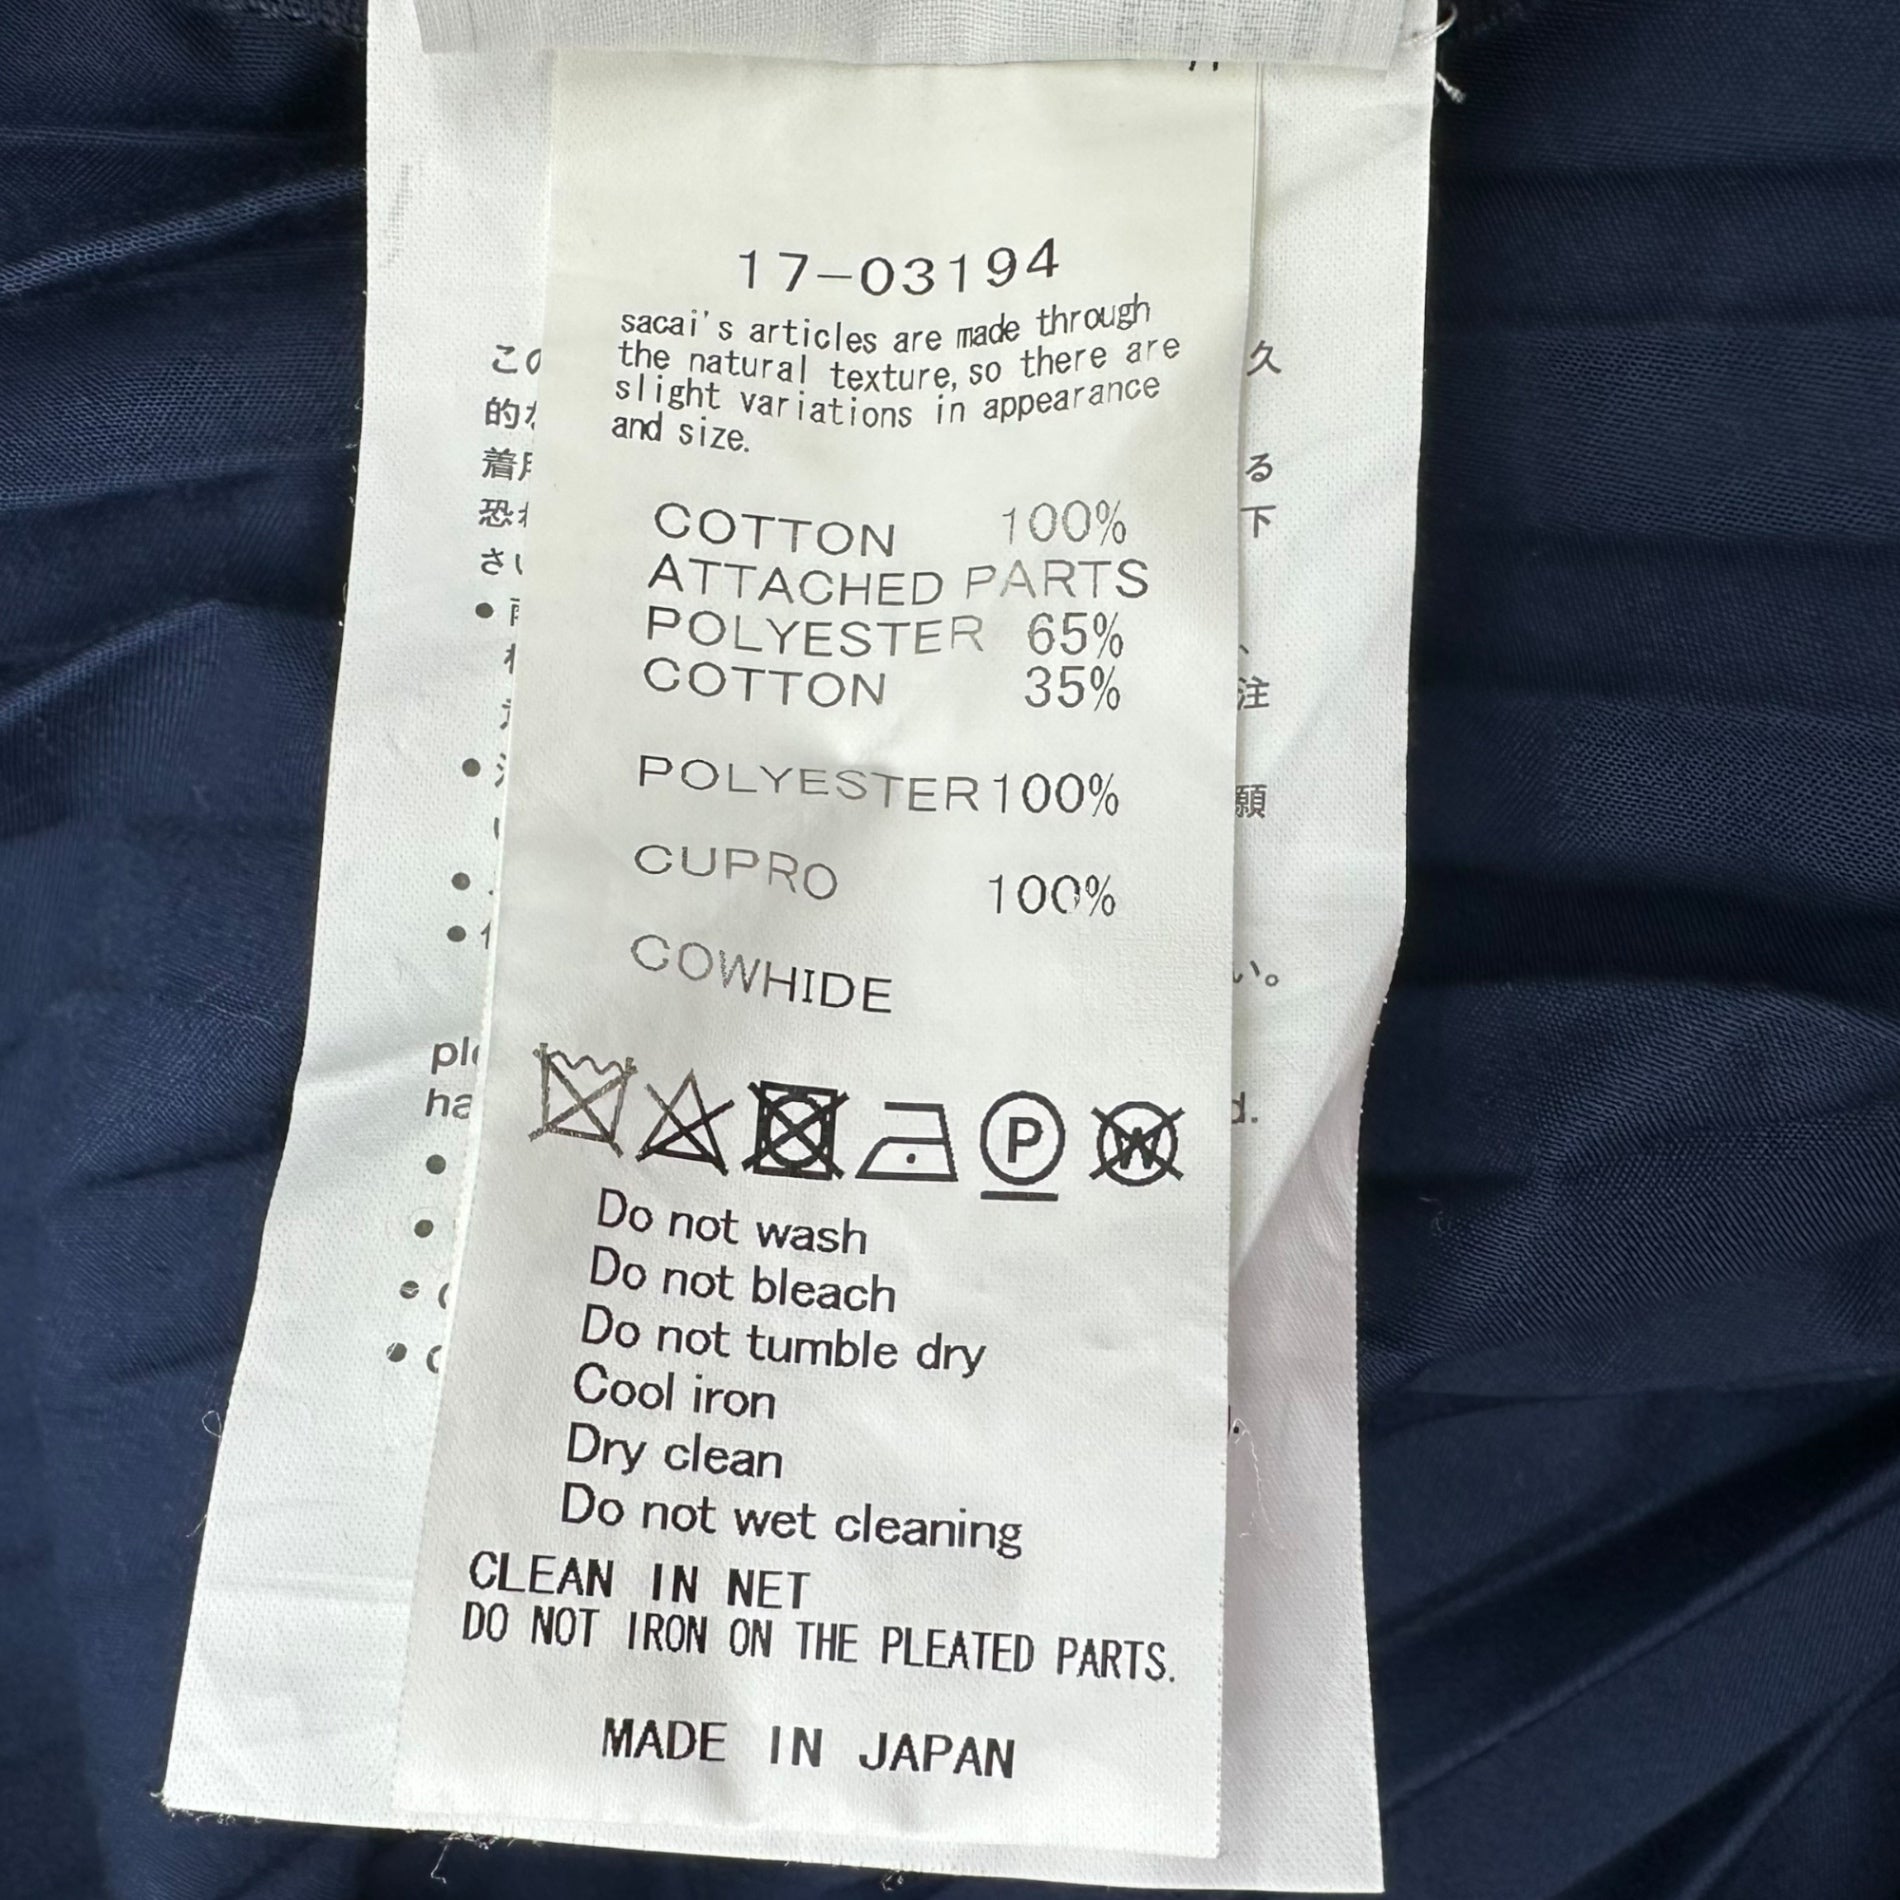 17-03194
sacai's articles are made through
the natural texture, so there are
slight variations in appearance
and size.
COTTON 100%
ATTACHED PARTS
POLYESTER 65%
COTTON 35%
POLYESTER 100%
CUPRO 100%
COWHIDE
P W
Do not wash
Do not bleach
Do not tumble dry
Cool iron
Dry clean
Do not wet cleaning
CLEAN IN NET
DO NOT IRON ON THE PLEATED PARTS.
MADE IN JAPAN